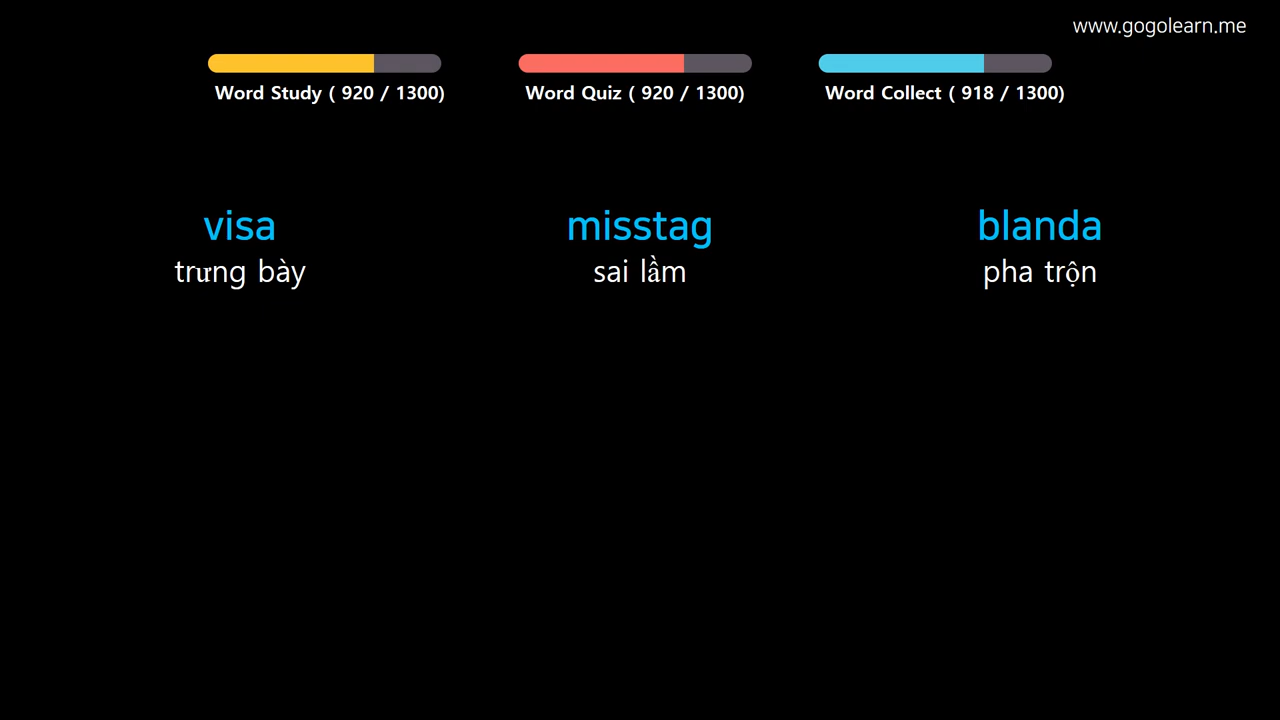 www.gogolearn.me
Word Study ( 920 / 1300)
Word Quiz ( 920 / 1300)
Word Collect ( 918 / 1300)
visa
trưng bày
misstag
sai lầm
blanda
pha trộn